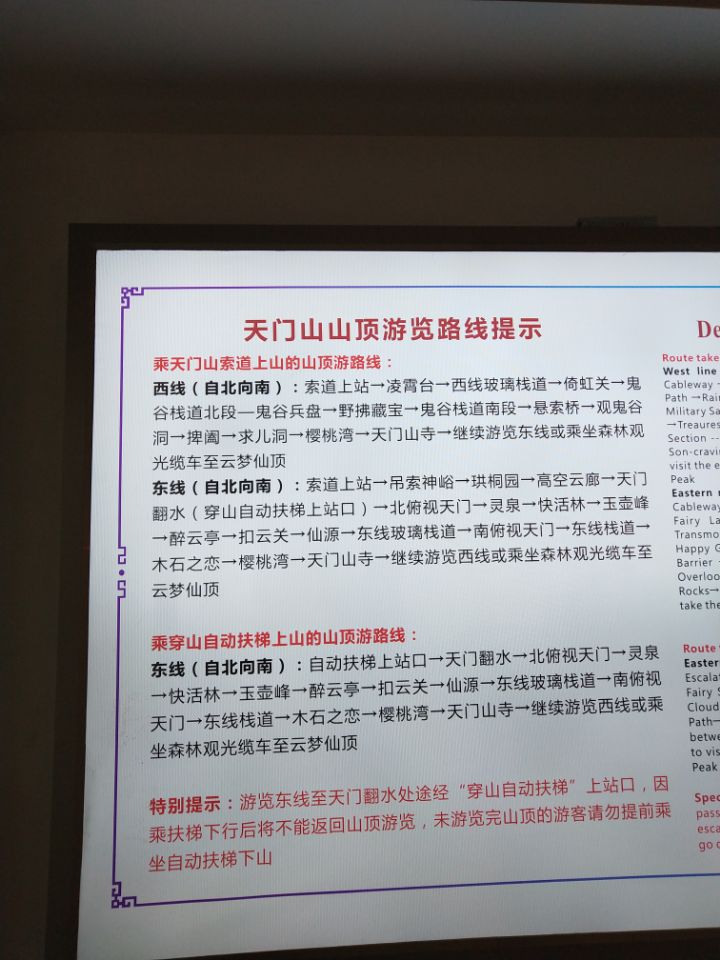 天门山山顶游览路线提示
乘天门山索道上山的山顶游路线：
西线（自北向南）：索道上站→凌霄台→西线玻璃栈道→倚虹关→鬼
谷栈道北段—鬼谷兵盘→野拂藏宝→鬼谷栈道南段→悬索桥→观鬼谷
洞→捭阖→求儿洞→樱桃湾→天门山寺→继续游览东线或乘坐森林观
光缆车至云梦仙顶
东线（自北向南）：索道上站→吊索神峪→珙桐园→高空云廊→天门
翻水（穿山自动扶梯上站口）→北俯视天门→灵泉→快活林→玉壶峰
→醉云亭→扣云关→仙源→东线玻璃栈道→南俯视天门→东线栈道→
木石之恋→樱桃湾→天门山寺→继续游览西线或乘坐森林观光缆车至
云梦仙顶
乘穿山自动扶梯上山的山顶游路线：
东线（自北向南）：自动扶梯上站口→天门翻水→北俯视天门→灵泉
→快活林→玉壶峰→醉云亭→扣云关→仙源→东线玻璃栈道→南俯视
天门→东线栈道→木石之恋→樱桃湾→天门山寺→继续游览西线或乘
坐森林观光缆车至云梦仙顶
特别提示：游览东线至天门翻水处途经“穿山自动扶梯”上站口，因
乘扶梯下行后将不能返回山顶游览，未游览完山顶的游客请勿提前乘
坐自动扶梯下山
De
Route take
West line
Cableway
Path →Rain
Military Sa
→Treaures
Section --
Son-cravin
visit the e
Peak
Eastern
Cableway
Fairy La
Transmo
Happy G
Barrier
Overloo
Rocks→
take the
Route
Easter
Escalat
Fairy S
Cloud
Path→
betwe
to vis
Peak
Spec
pass
esca
go d